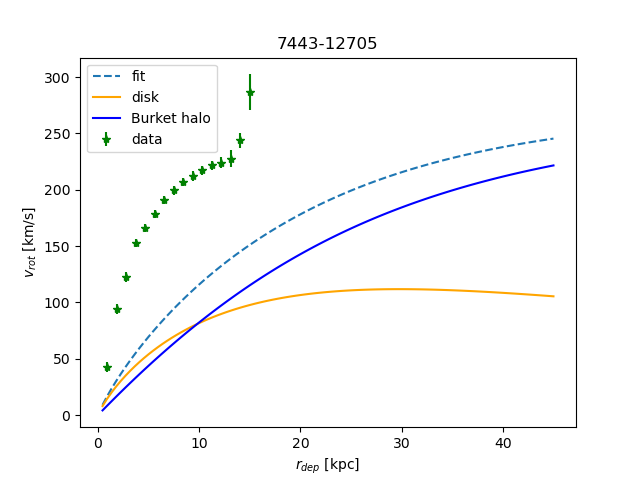 7443-12705
fit
disk
Burket halo
data
300
250
200
150
100
50
0
v_rot [km/s]
0 10 20 30 40
r_dep [kpc]